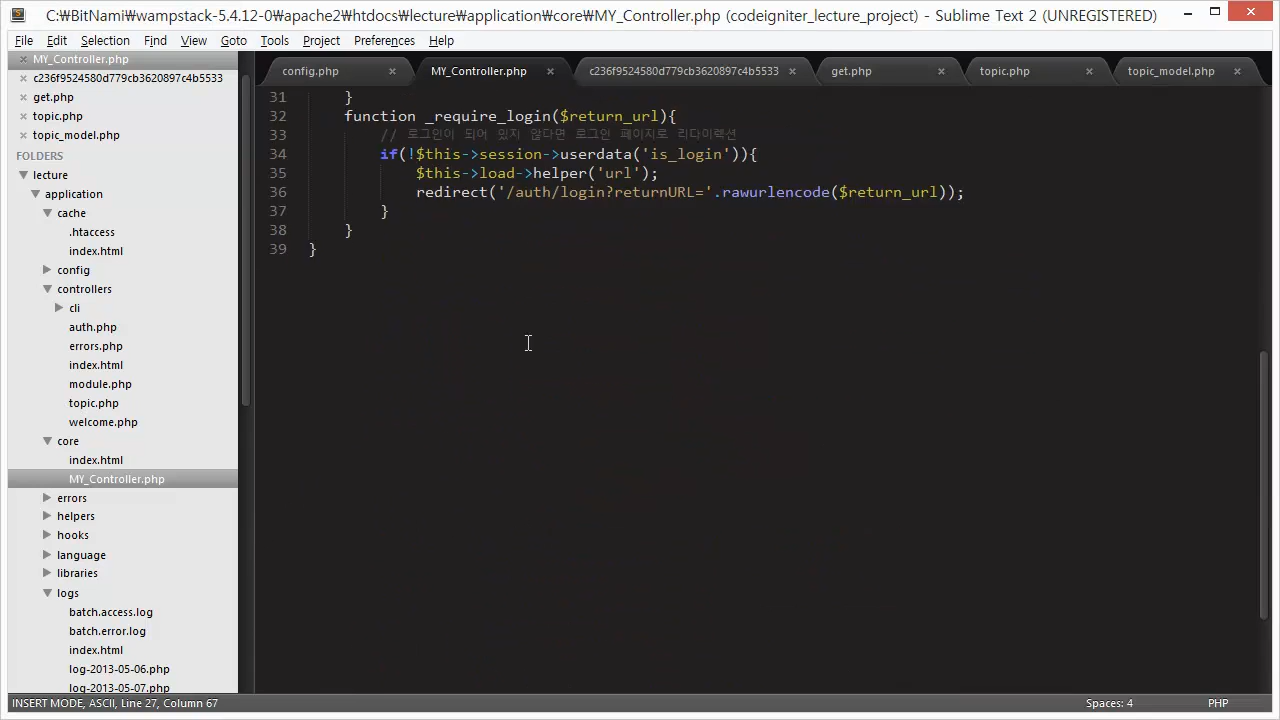 C:₩BitNami₩wampstack-5.4.12-0₩apache2₩htdocs₩lecture₩application₩core₩MY_Controller.php (codeigniter_lecture_project) - Sublime Text 2 (UNREGISTERED)
File Edit Selection Find View Goto Tools Project Preferences Help
MY_Controller.php
c236f9524580d779cb3620897c4b5533
get.php
topic.php
topic_model.php
FOLDERS
lecture
application
cache
.htaccess
index.html
config
controllers
cli
auth.php
errors.php
index.html
module.php
topic.php
welcome.php
core
index.html
MY_Controller.php
errors
helpers
hooks
language
libraries
logs
batch.access.log
batch.error.log
index.html
log-2013-05-06.php
log-2013-05-07.php
config.php MY_Controller.php c236f9524580d779cb3620897c4b5533 get.php topic.php topic_model.php
31 }
32 function _require_login($return_url){
33 // 로그인이 되어 있지 않다면 로그인 페이지로 리다이렉션
34 if(!$this->session->userdata('is_login')){
35 $this->load->helper('url');
36 redirect('/auth/login?returnURL='.rawurlencode($return_url));
37 }
38 }
39 }
INSERT MODE, ASCII, Line 27, Column 67 Spaces: 4 PHP